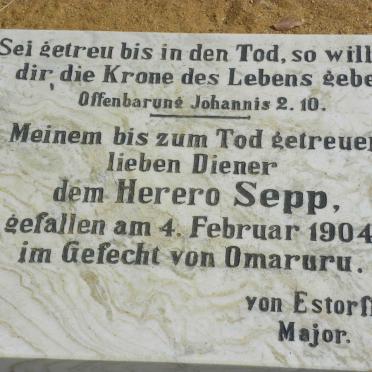 Sei getreu bis in den Tod, so will
dir die Krone des Lebens gebe
Offenbarung Johannis 2. 10.
Meinem bis zum Tod getreuen
lieben Diener
dem Herero Sepp,
gefallen am 4. Februar 1904
im Gefecht von Omaruru.
von Estorff
Major.